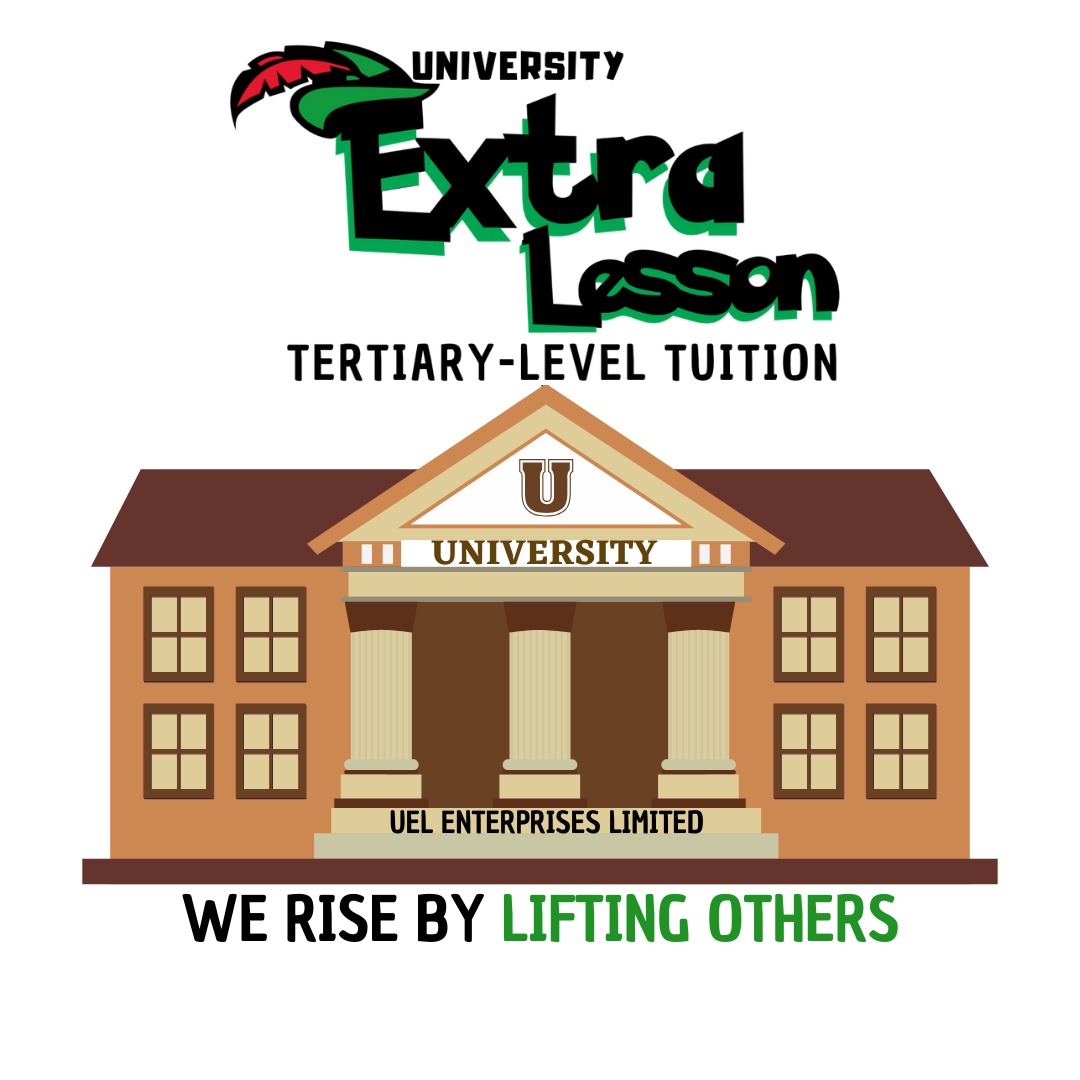 UNIVERSITY
Extra
Lesson
TERTIARY-LEVEL TUITION
U
UNIVERSITY
UEL ENTERPRISES LIMITED
WE RISE BY LIFTING OTHERS